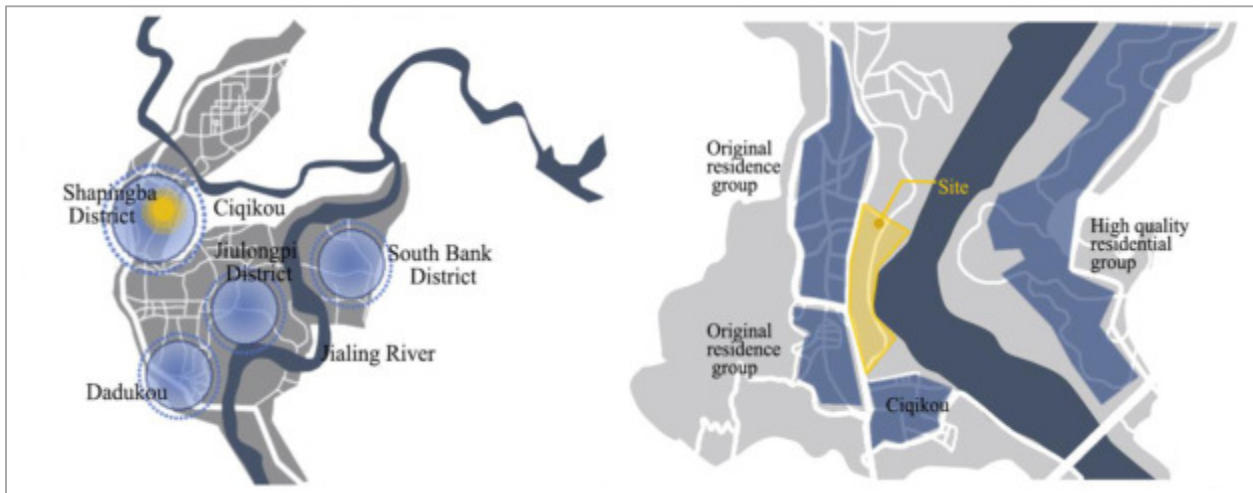 Shapingba
District
Ciqikou
Jiulongpi
District
South Bank
District
Jialing River
Dadukou
Original
residence
group
Site
High quality
residential
group
Original
residence
group
Ciqikou